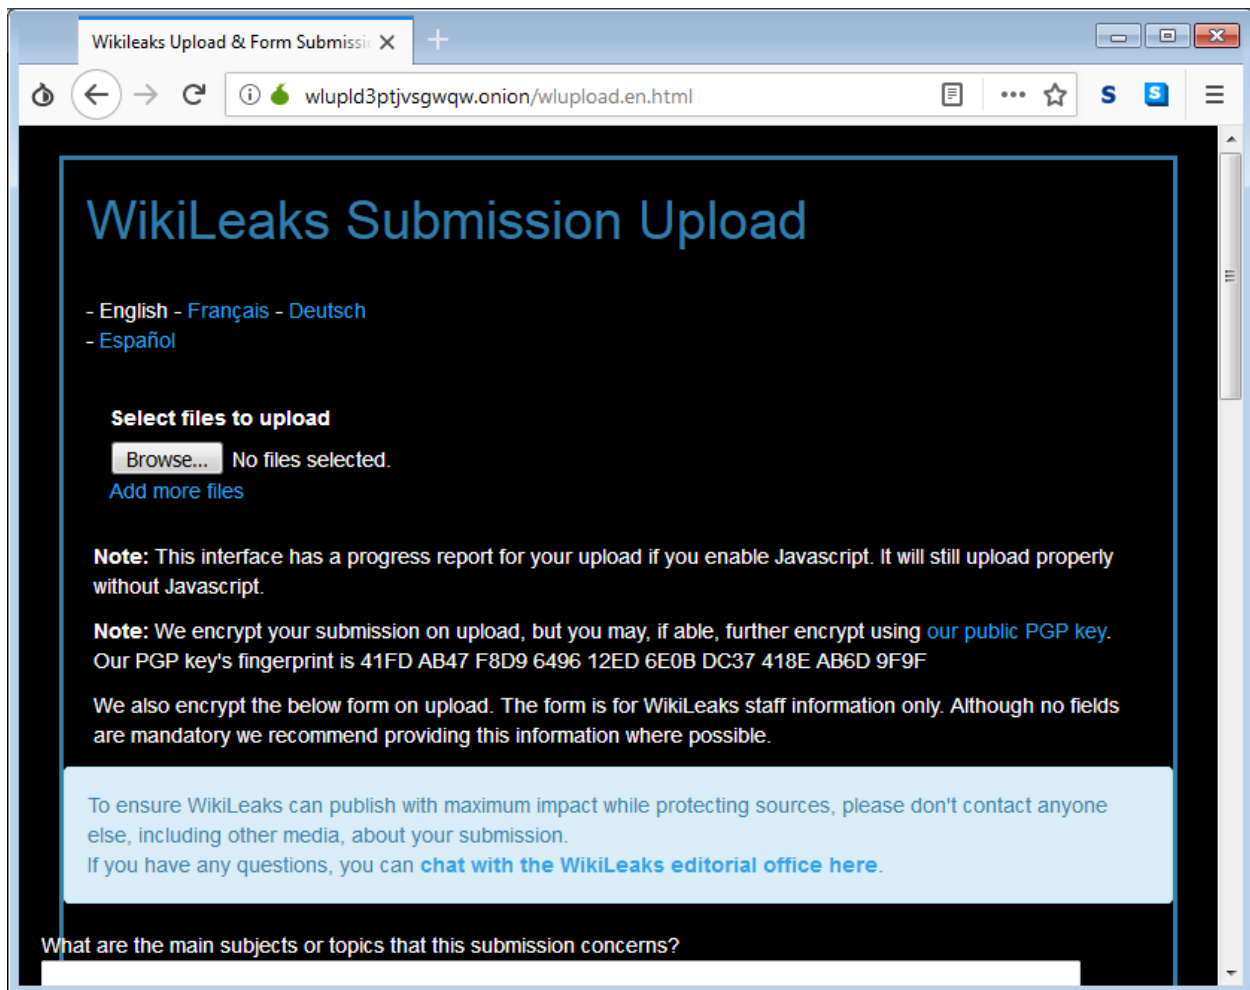 Wikileaks Upload & Form Submissi
wlupld3ptjvsgwqw.onion/wlupload.en.html
S S
WikiLeaks Submission Upload
- English - Français - Deutsch
- Español
Select files to upload
Browse... No files selected.
Add more files
Note: This interface has a progress report for your upload if you enable Javascript. It will still upload properly
without Javascript.
Note: We encrypt your submission on upload, but you may, if able, further encrypt using our public PGP key.
Our PGP key's fingerprint is 41FD AB47 F8D9 6496 12ED 6E0B DC37 418E AB6D 9F9F
We also encrypt the below form on upload. The form is for WikiLeaks staff information only. Although no fields
are mandatory we recommend providing this information where possible.
To ensure WikiLeaks can publish with maximum impact while protecting sources, please don't contact anyone
else, including other media, about your submission.
If you have any questions, you can chat with the WikiLeaks editorial office here.
What are the main subjects or topics that this submission concerns?